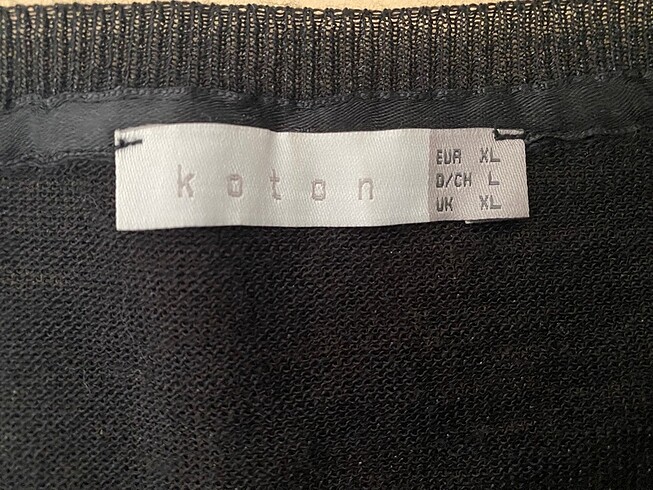 koton
EUR XL
D/CH L
UK XL